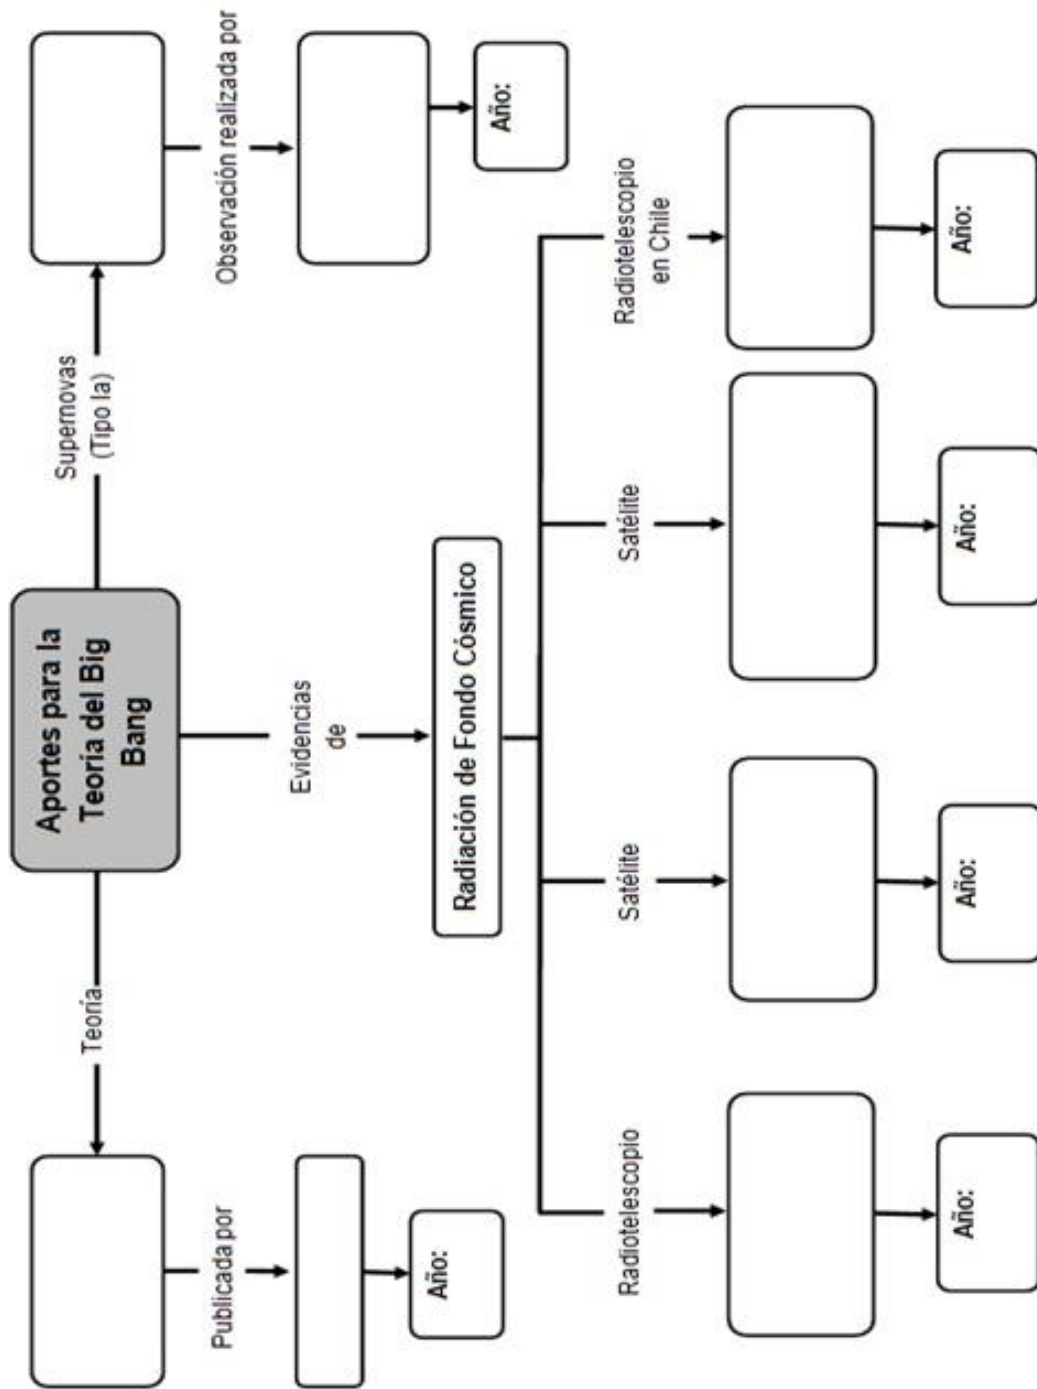 Aportes para la
Teoría del Big
Bang
Teoría
Supernovas
(Tipo Ia)
Publicada por
Año:
Evidencias
de
Observación realizada por
Año:
Radiación de Fondo Cósmico
Radiotelescopio
Satélite
Satélite
Radiotelescopio
en Chile
Año:
Año:
Año:
Año: